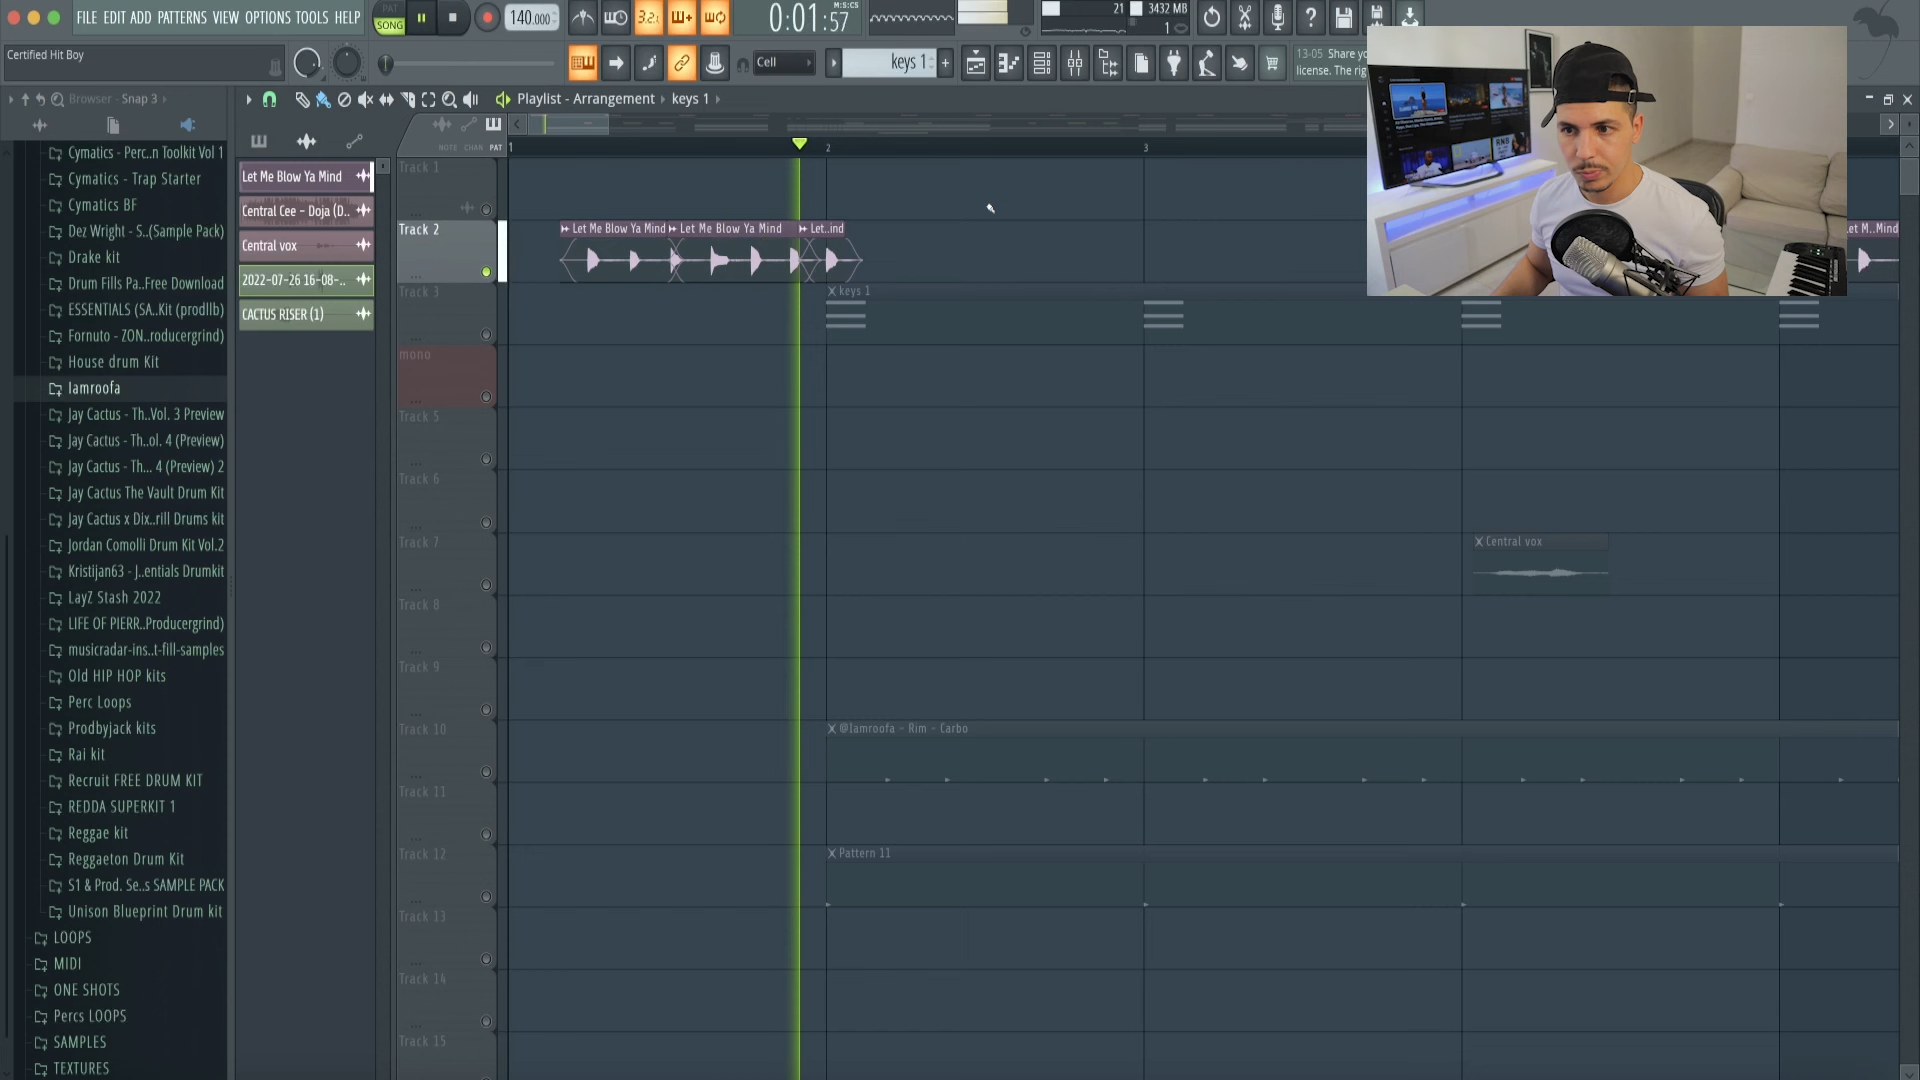 FILE EDIT ADD PATTERNS VIEW OPTIONS TOOLS HELP
PAT
SONG
140.000
3.2.
0:01:57
M:S:CS
21
3432 MB
1
Certified Hit Boy
Cell
keys 1
13-05 Share yo
license. The rig
Browser - Snap 3
Playlist - Arrangement › keys 1 ›
NOTE CHAN PAT
1
2
3
Cymatics - Perc..n Toolkit Vol 1
Cymatics - Trap Starter
Cymatics BF
Dez Wright - S..(Sample Pack)
Drake kit
Drum Fills Pa..Free Download
ESSENTIALS (SA..Kit (prodllb)
Fornuto - ZON..roducergrind)
House drum Kit
Iamroofa
Jay Cactus - Th..Vol. 3 Preview
Jay Cactus - Th..ol. 4 (Preview)
Jay Cactus - Th... 4 (Preview) 2
Jay Cactus The Vault Drum Kit
Jay Cactus x Dix..rill Drums kit
Jordan Comolli Drum Kit Vol.2
Kristijan63 - J..entials Drumkit
LayZ Stash 2022
LIFE OF PIERR..Producergrind)
musicradar-ins..t-fill-samples
Old HIP HOP kits
Perc Loops
Prodbyjack kits
Rai kit
Recruit FREE DRUM KIT
REDDA SUPERKIT 1
Reggae kit
Reggaeton Drum Kit
S1 & Prod. Se..s SAMPLE PACK
Unison Blueprint Drum kit
LOOPS
MIDI
ONE SHOTS
Percs LOOPS
SAMPLES
TEXTURES
Let Me Blow Ya Mind
Central Cee - Doja (D..
Central vox
2022-07-26 16-08-..
CACTUS RISER (1)
Track 1
Track 2
Let Me Blow Ya Mind
Let Me Blow Ya Mind
Let..ind
et M..Mind
Track 3
keys 1
mono
Track 5
Track 6
Track 7
Central vox
Track 8
Track 9
Track 10
@Iamroofa - Rim - Carbo
Track 11
Track 12
Pattern 11
Track 13
Track 14
Track 15